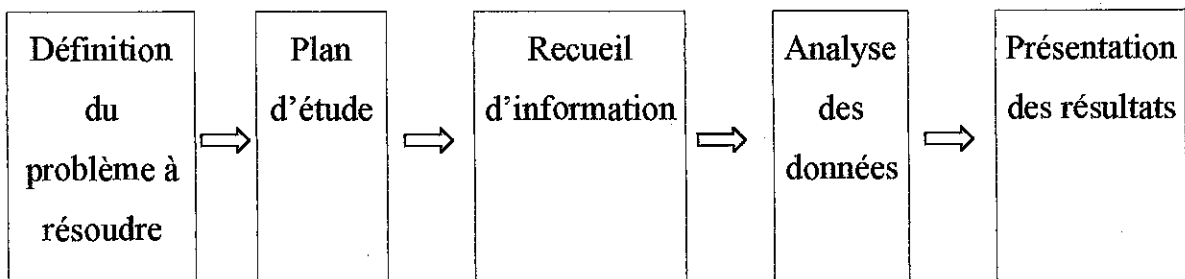 Définition
du
problème à
résoudre
Plan
d'étude
Recueil
d'information
Analyse
des
données
Présentation
des résultats